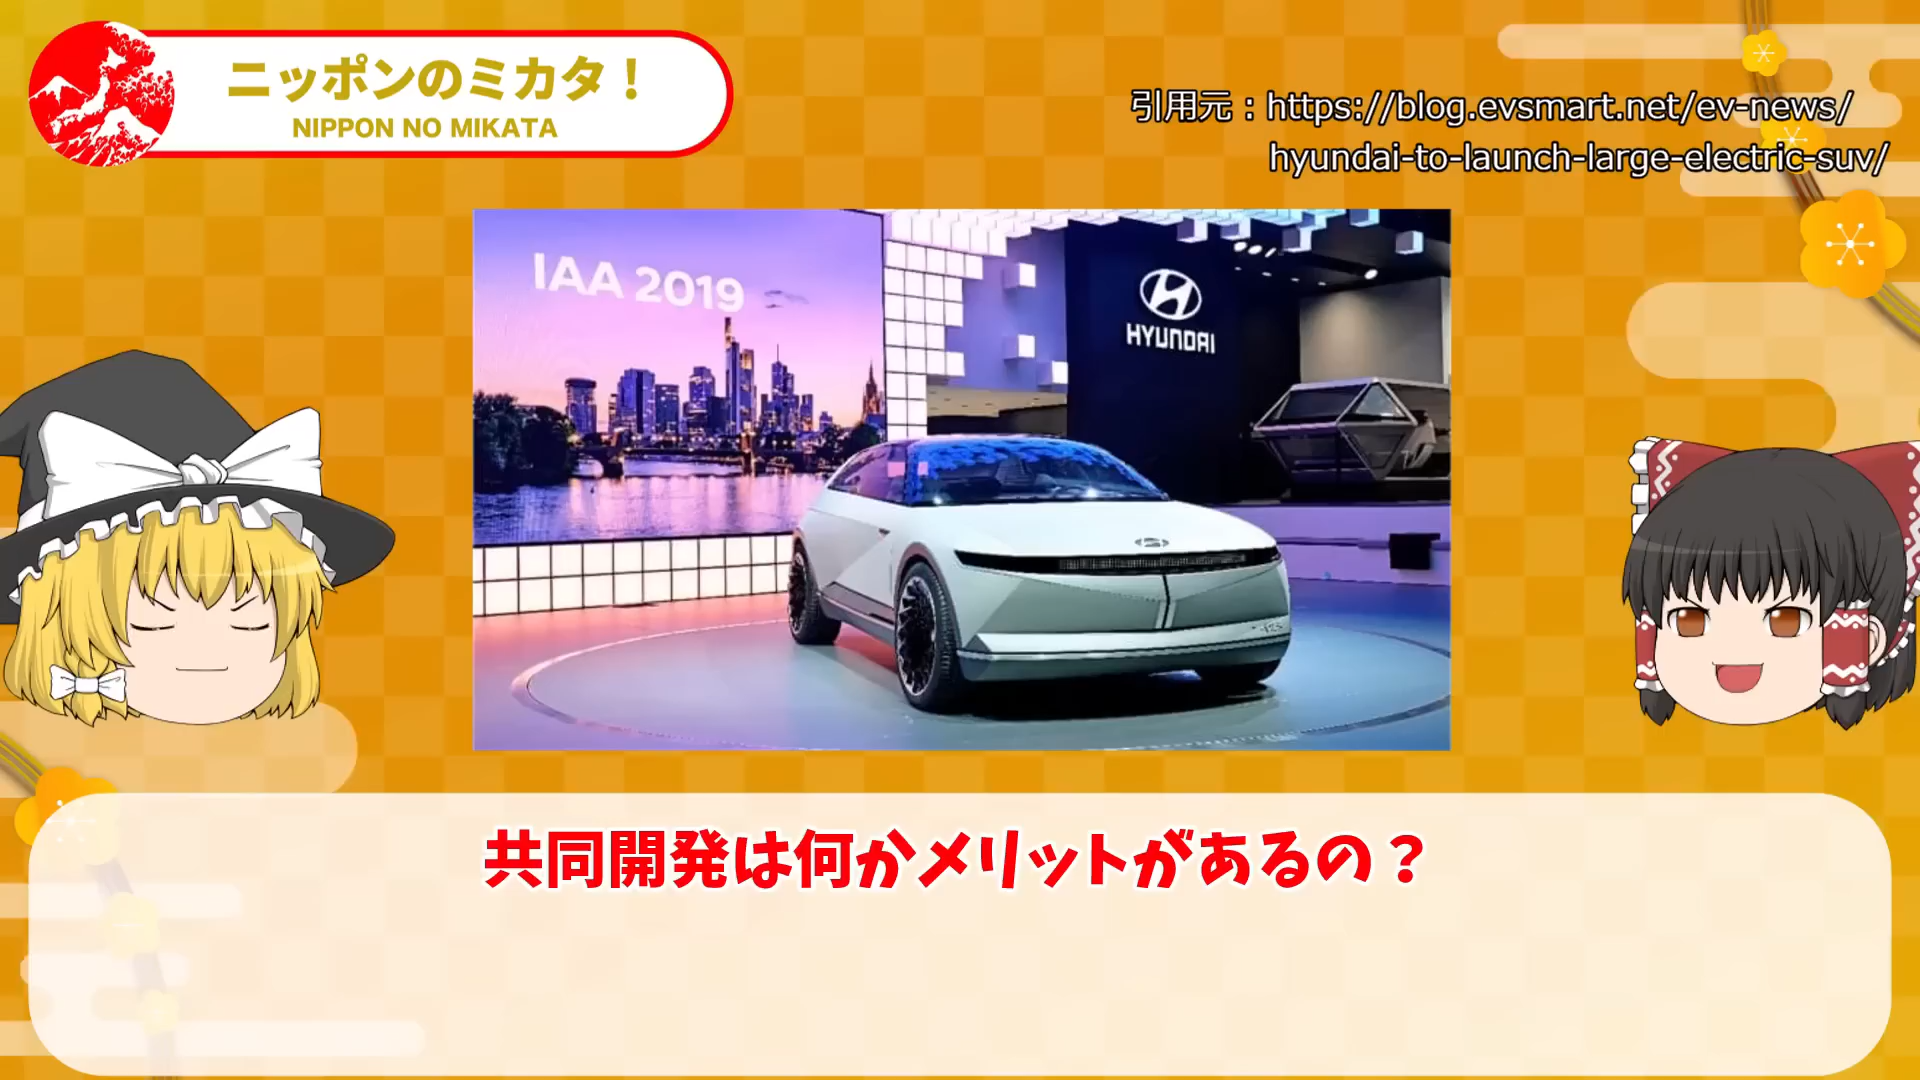 ニッポンのミカタ！
NIPPON NO MIKATA
引用元：https://blog.evsmart.net/ev-news/
hyundai-to-launch-large-electric-suv/
IAA 2019
HYUNDAI
共同開発は何かメリットがあるの？